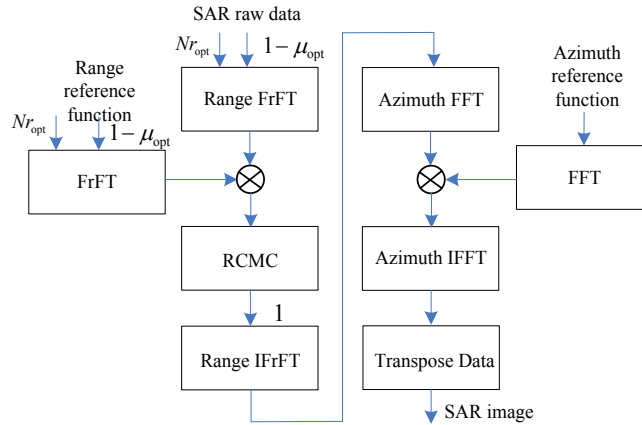 SAR raw data
Nr_opt
1 − μ_opt
Range FrFT
Range
reference
function
Nr_opt
1 − μ_opt
FrFT
RCMC
1
Range IFrFT
Azimuth FFT
Azimuth
reference
function
FFT
Azimuth IFFT
Transpose Data
SAR image